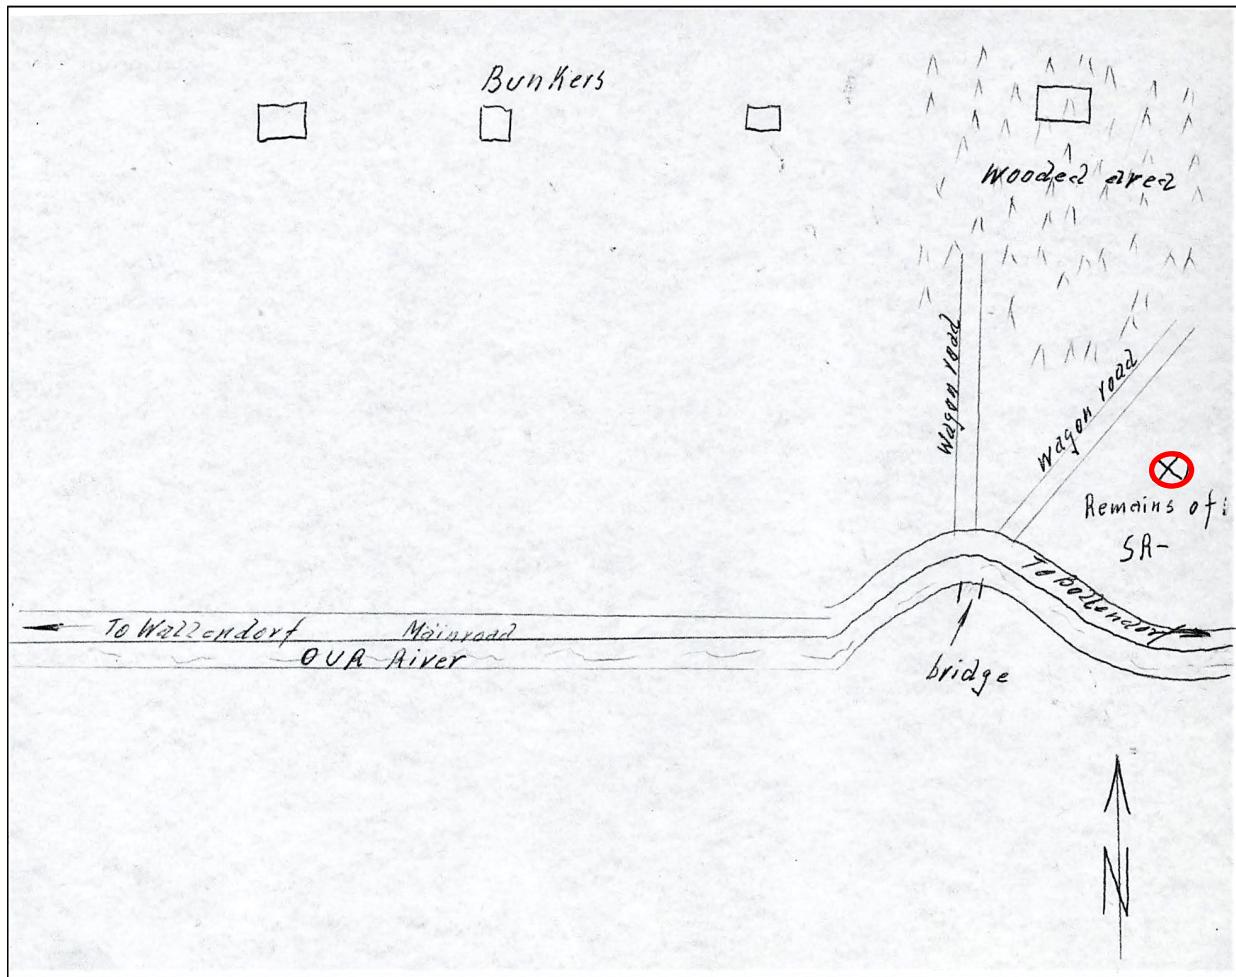 Bunkers
Wooded area
Wagon road
Wagon road
Remains of:
SR-
To Bollendorf
To Wallendorf
Mainroad
OUR River
bridge
N